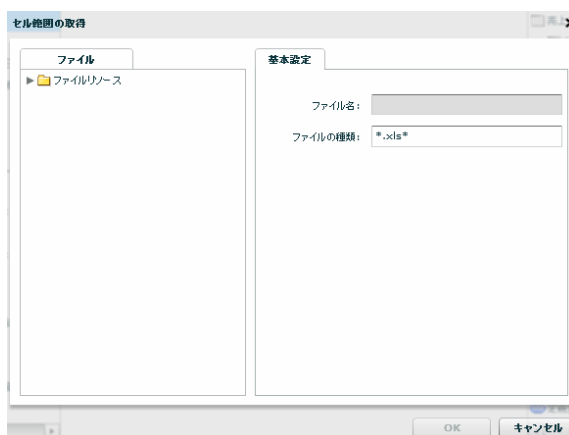 セル範囲の取得
ファイル
ファイルリソース
基本設定
ファイル名:
ファイルの種類: *.xls*
OK
キャンセル